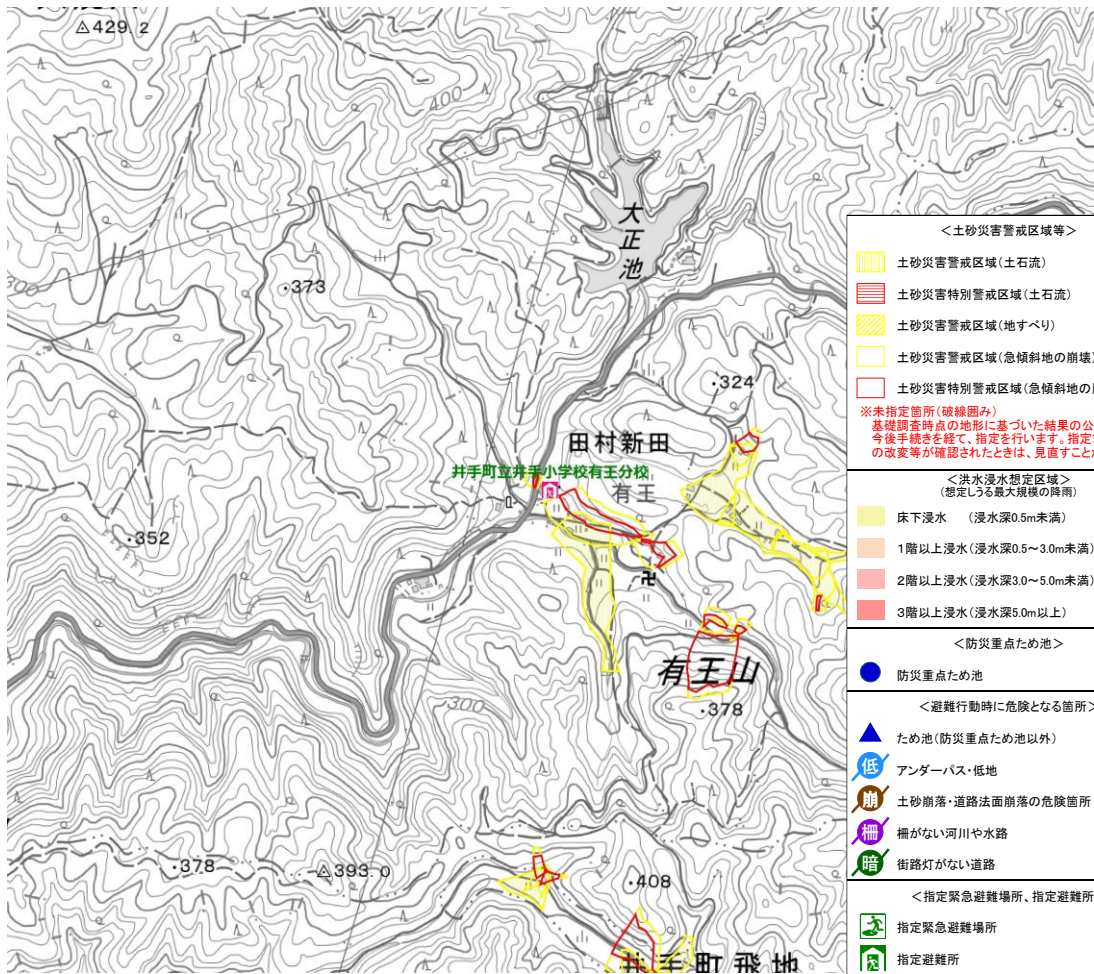 429.2
400
大正池
300
373
324
田村新田
井手町立井手小学校有王分校
有王
352
有王山
300
378
378
393.0
408
井手町飛地
＜土砂災害警戒区域等＞
土砂災害警戒区域(土石流)
土砂災害特別警戒区域(土石流)
土砂災害警戒区域(地すべり)
土砂災害警戒区域(急傾斜地の崩壊)
土砂災害特別警戒区域(急傾斜地の
※未指定箇所(破線囲み)
基礎調査時点の地形に基づいた結果の公
今後手続きを経て、指定を行います。指定
の改変等が確認されたときは、見直すこと
＜洪水浸水想定区域＞
(想定しうる最大規模の降雨)
床下浸水　(浸水深0.5m未満)
1階以上浸水(浸水深0.5～3.0m未満)
2階以上浸水(浸水深3.0～5.0m未満)
3階以上浸水(浸水深5.0m以上)
＜防災重点ため池＞
防災重点ため池
＜避難行動時に危険となる箇所＞
ため池(防災重点ため池以外)
低 アンダーパス・低地
崩 土砂崩落・道路法面崩落の危険箇所
柵 柵がない河川や水路
暗 街路灯がない道路
＜指定緊急避難場所、指定避難所
指定緊急避難場所
指定避難所